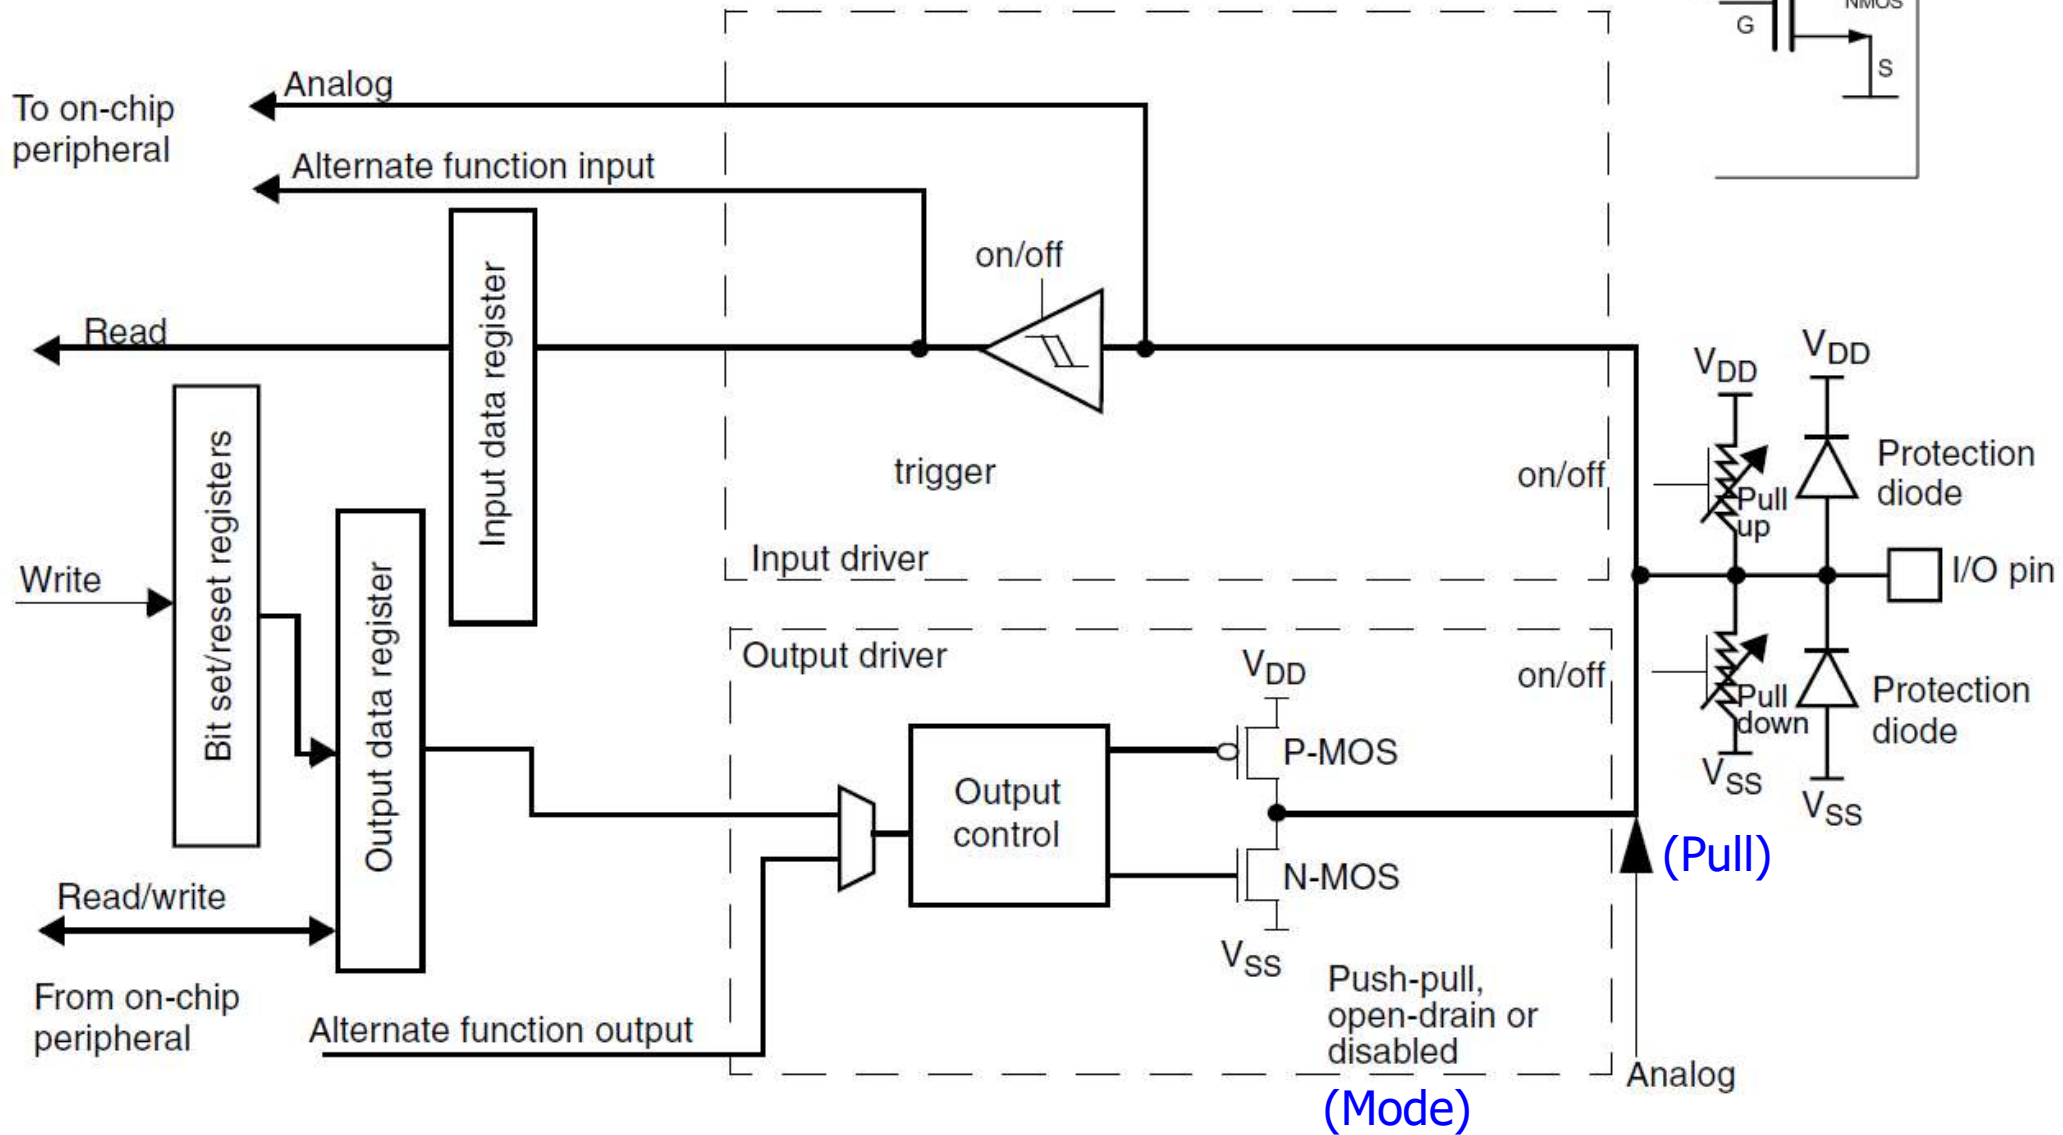 NMOS
G
S
Analog
To on-chip
peripheral
Alternate function input
on/off
Read
Input data register
trigger
Input driver
on/off
VDD
VDD
Pull
up
Protection
diode
Bit set/reset registers
Write
Output data register
I/O pin
Output driver
VDD
on/off
Pull
down
Protection
diode
VSS
VSS
P-MOS
Output
control
N-MOS
VSS
(Pull)
Read/write
From on-chip
peripheral
Alternate function output
Push-pull,
open-drain or
disabled
Analog
(Mode)